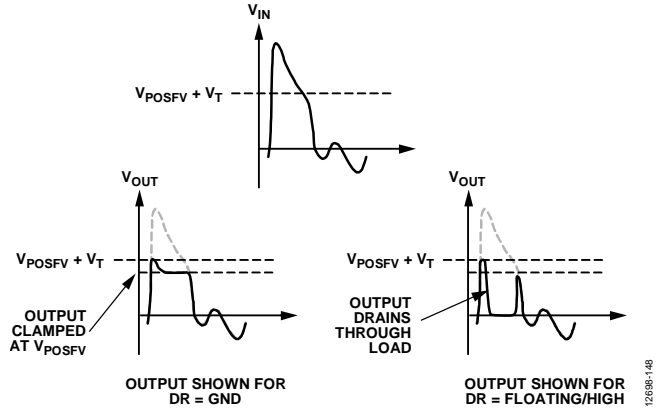 VIN
VPOSFV + VT
VOUT
VPOSFV + VT
OUTPUT
CLAMPED
AT VPOSFV
OUTPUT SHOWN FOR
DR = GND
VOUT
VPOSFV + VT
OUTPUT
DRAINS
THROUGH
LOAD
OUTPUT SHOWN FOR
DR = FLOATING/HIGH
12698-148